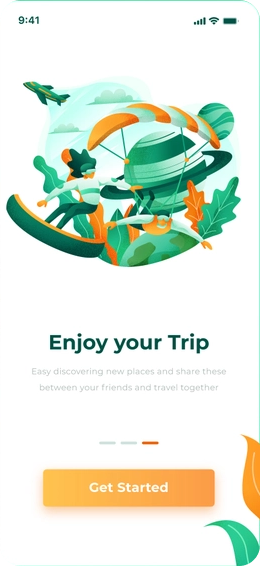 9:41
Enjoy your Trip
Easy discovering new places and share these
between your friends and travel together
Get Started